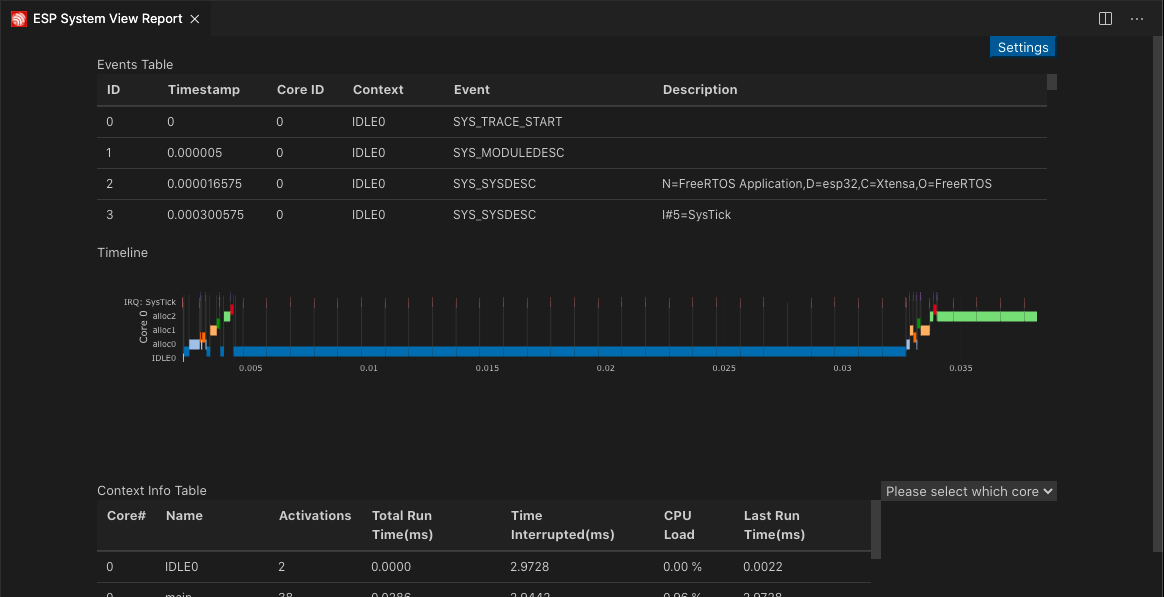 ESP System View Report
Settings
Events Table
ID Timestamp Core ID Context Event Description
0 0 0 IDLE0 SYS_TRACE_START
1 0.000005 0 IDLE0 SYS_MODULEDESC
2 0.000016575 0 IDLE0 SYS_SYSDESC N=FreeRTOS Application,D=esp32,C=Xtensa,O=FreeRTOS
3 0.000300575 0 IDLE0 SYS_SYSDESC I#5=SysTick
Timeline
IRQ: SysTick
alloc2
alloc1
alloc0
IDLE0
Core 0
0.005 0.01 0.015 0.02 0.025 0.03 0.035
Context Info Table
Please select which core
Core# Name Activations Total Run Time Interrupted(ms) CPU Last Run
Time(ms) Load Time(ms)
0 IDLE0 2 0.0000 2.9728 0.00 % 0.0022
0 main 38 0.0286 2.9442 0.96 % 2.9728